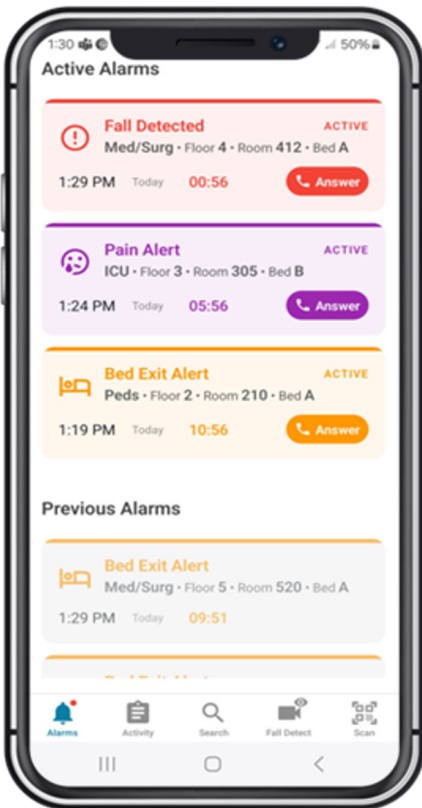 1:30
50%
Active Alarms
Fall Detected ACTIVE
Med/Surg • Floor 4 • Room 412 • Bed A
1:29 PM Today 00:56 Answer
Pain Alert ACTIVE
ICU • Floor 3 • Room 305 • Bed B
1:24 PM Today 05:56 Answer
Bed Exit Alert ACTIVE
Peds • Floor 2 • Room 210 • Bed A
1:19 PM Today 10:56 Answer
Previous Alarms
Bed Exit Alert
Med/Surg • Floor 5 • Room 520 • Bed A
1:29 PM Today 09:51
Alarms Activity Search Fall Detect Scan